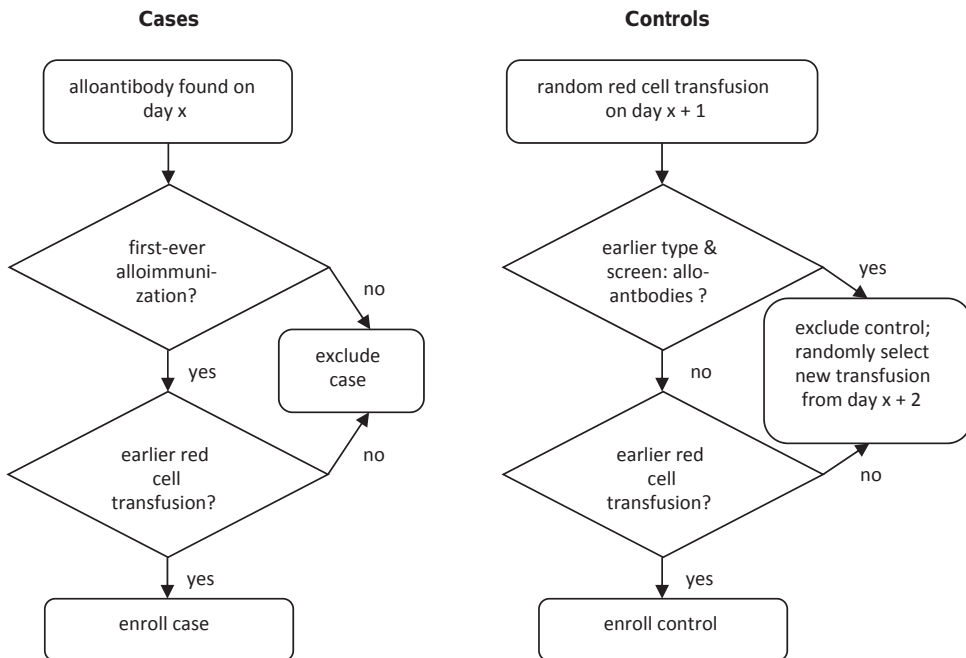 Cases
alloantibody found on
day x
first-ever
alloimmuni-
zation?
no
exclude
case
yes
earlier red
cell
transfusion?
no
yes
enroll case
Controls
random red cell transfusion
on day x + 1
earlier type &
screen: allo-
antbodies ?
yes
exclude control;
randomly select
new transfusion
from day x + 2
no
earlier red
cell
transfusion?
no
yes
enroll control